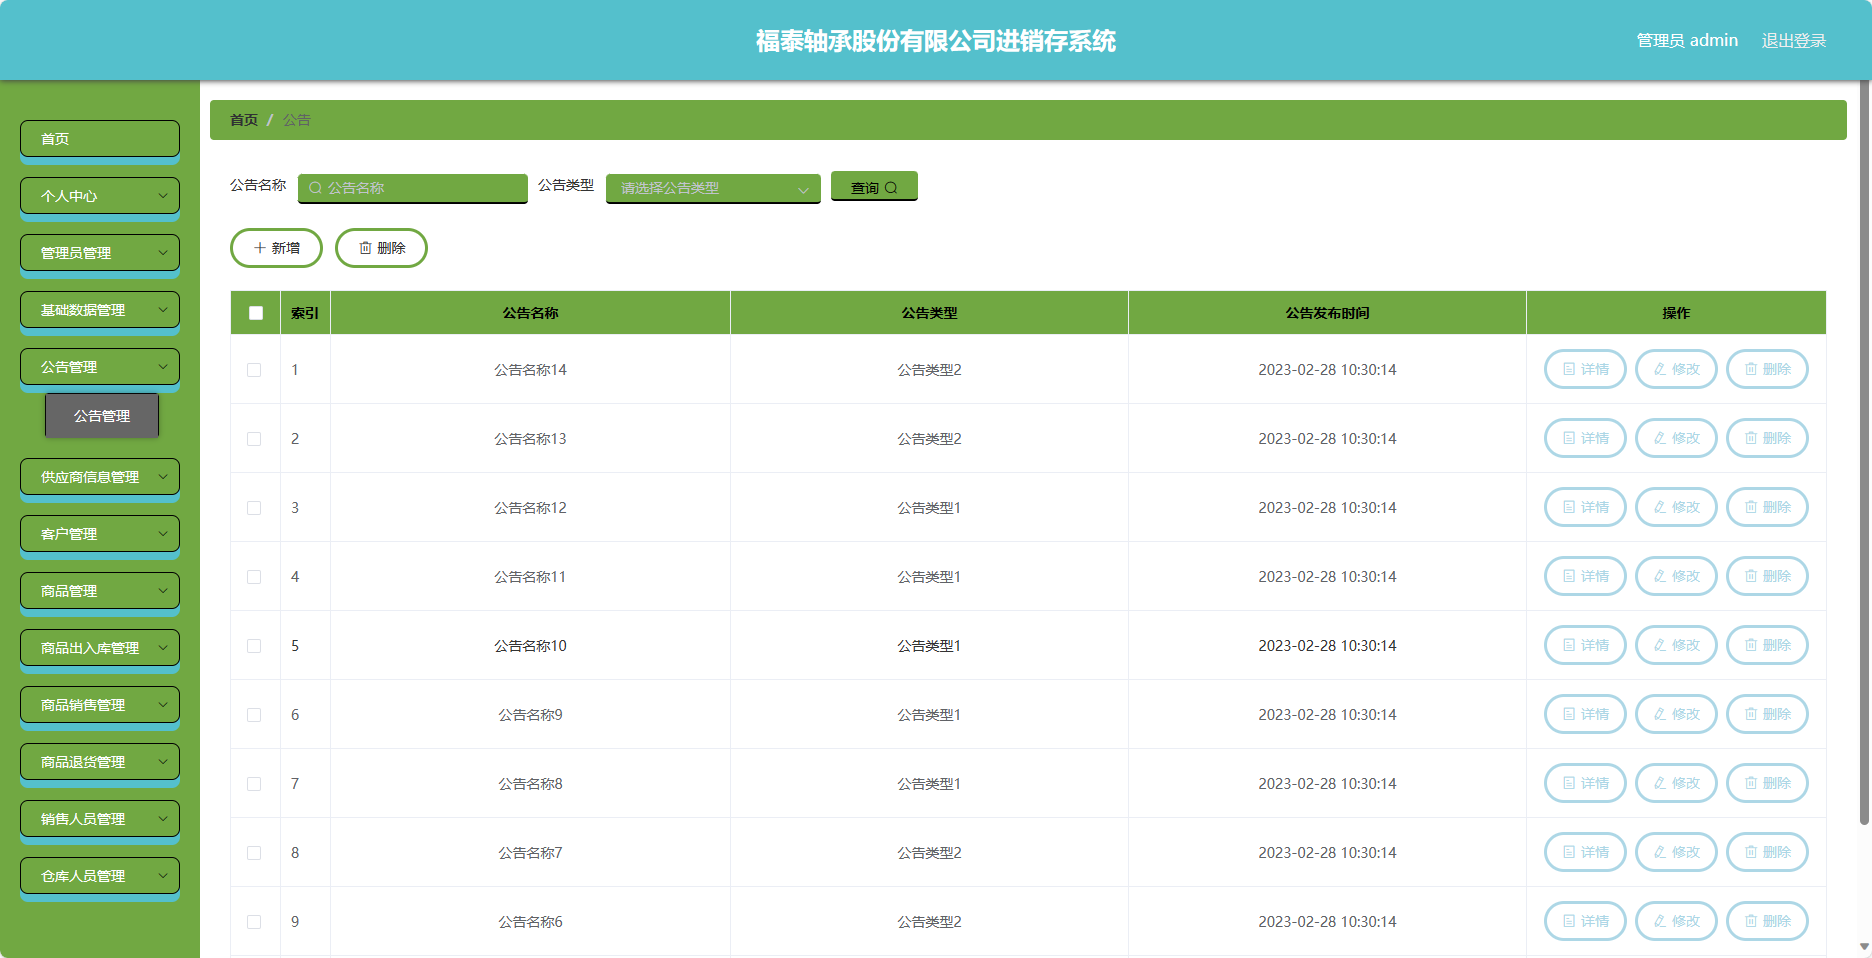 福泰轴承股份有限公司进销存系统
管理员 admin 退出登录
首页
个人中心
管理员管理
基础数据管理
公告管理
公告管理
供应商信息管理
客户管理
商品管理
商品出入库管理
商品销售管理
商品退货管理
销售人员管理
仓库人员管理
首页 / 公告
公告名称 公告名称 公告类型 请选择公告类型 查询
新增 删除
索引 公告名称 公告类型 公告发布时间 操作
1 公告名称14 公告类型2 2023-02-28 10:30:14 详情 修改 删除
2 公告名称13 公告类型2 2023-02-28 10:30:14 详情 修改 删除
3 公告名称12 公告类型1 2023-02-28 10:30:14 详情 修改 删除
4 公告名称11 公告类型1 2023-02-28 10:30:14 详情 修改 删除
5 公告名称10 公告类型1 2023-02-28 10:30:14 详情 修改 删除
6 公告名称9 公告类型1 2023-02-28 10:30:14 详情 修改 删除
7 公告名称8 公告类型1 2023-02-28 10:30:14 详情 修改 删除
8 公告名称7 公告类型2 2023-02-28 10:30:14 详情 修改 删除
9 公告名称6 公告类型2 2023-02-28 10:30:14 详情 修改 删除